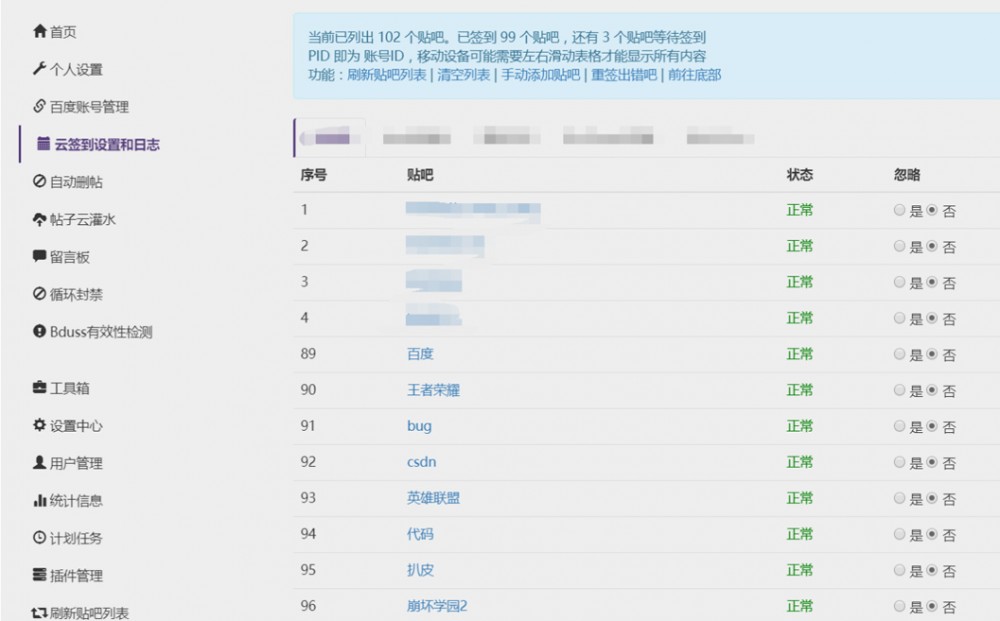 首页
个人设置
百度账号管理
云签到设置和日志
自动删帖
帖子云灌水
留言板
循环封禁
Bduss有效性检测
工具箱
设置中心
用户管理
统计信息
计划任务
插件管理
刷新贴吧列表
当前已列出 102 个贴吧。已签到 99 个贴吧，还有 3 个贴吧等待签到
PID 即为 账号ID，移动设备可能需要左右滑动表格才能显示所有内容
功能：刷新贴吧列表 | 清空列表 | 手动添加贴吧 | 重签出错吧 | 前往底部
序号 贴吧 状态 忽略
1 正常 是 否
2 正常 是 否
3 正常 是 否
4 正常 是 否
89 百度 正常 是 否
90 王者荣耀 正常 是 否
91 bug 正常 是 否
92 csdn 正常 是 否
93 英雄联盟 正常 是 否
94 代码 正常 是 否
95 扒皮 正常 是 否
96 崩坏学园2 正常 是 否